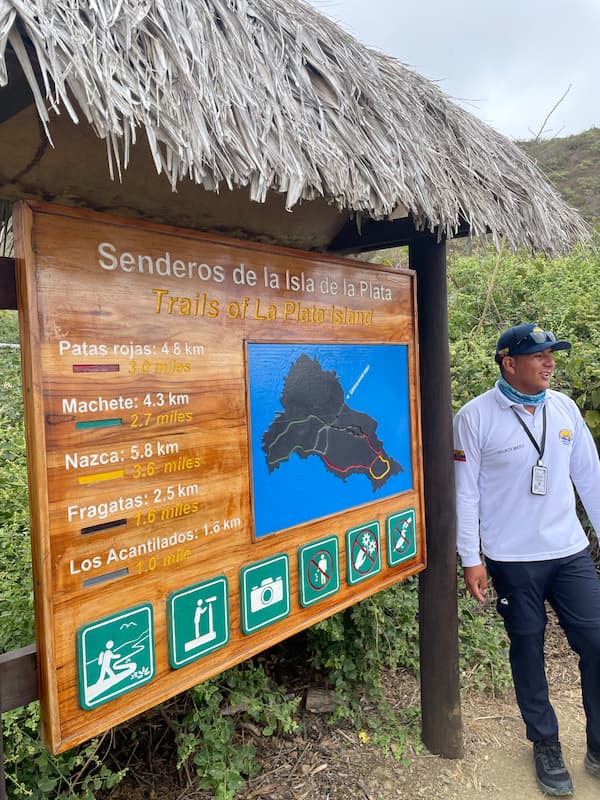 Senderos de la Isla de la Plata
Trails of La Plata Island
Patas rojas: 4.8 km
3.0 miles
Machete: 4.3 km
2.7 miles
Nazca: 5.8 km
3.6 miles
Fragatas: 2.5 km
1.6 miles
Los Acantilados: 1.6 km
1.0 mile